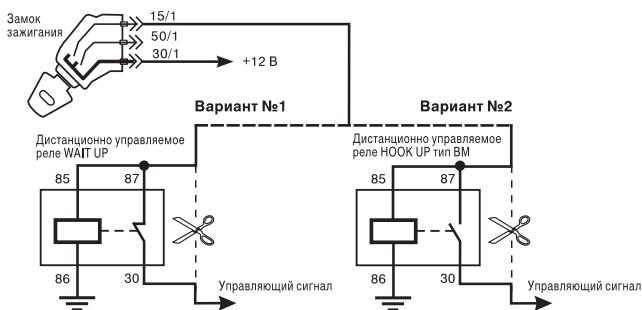 Замок
зажигания
15/1
50/1
30/1
+12 В
Вариант №1
Вариант №2
Дистанционно управляемое
реле WAIT UP
Дистанционно управляемое
реле HOOK UP тип ВМ
85
87
85
87
86
30
Управляющий сигнал
86
30
Управляющий сигнал